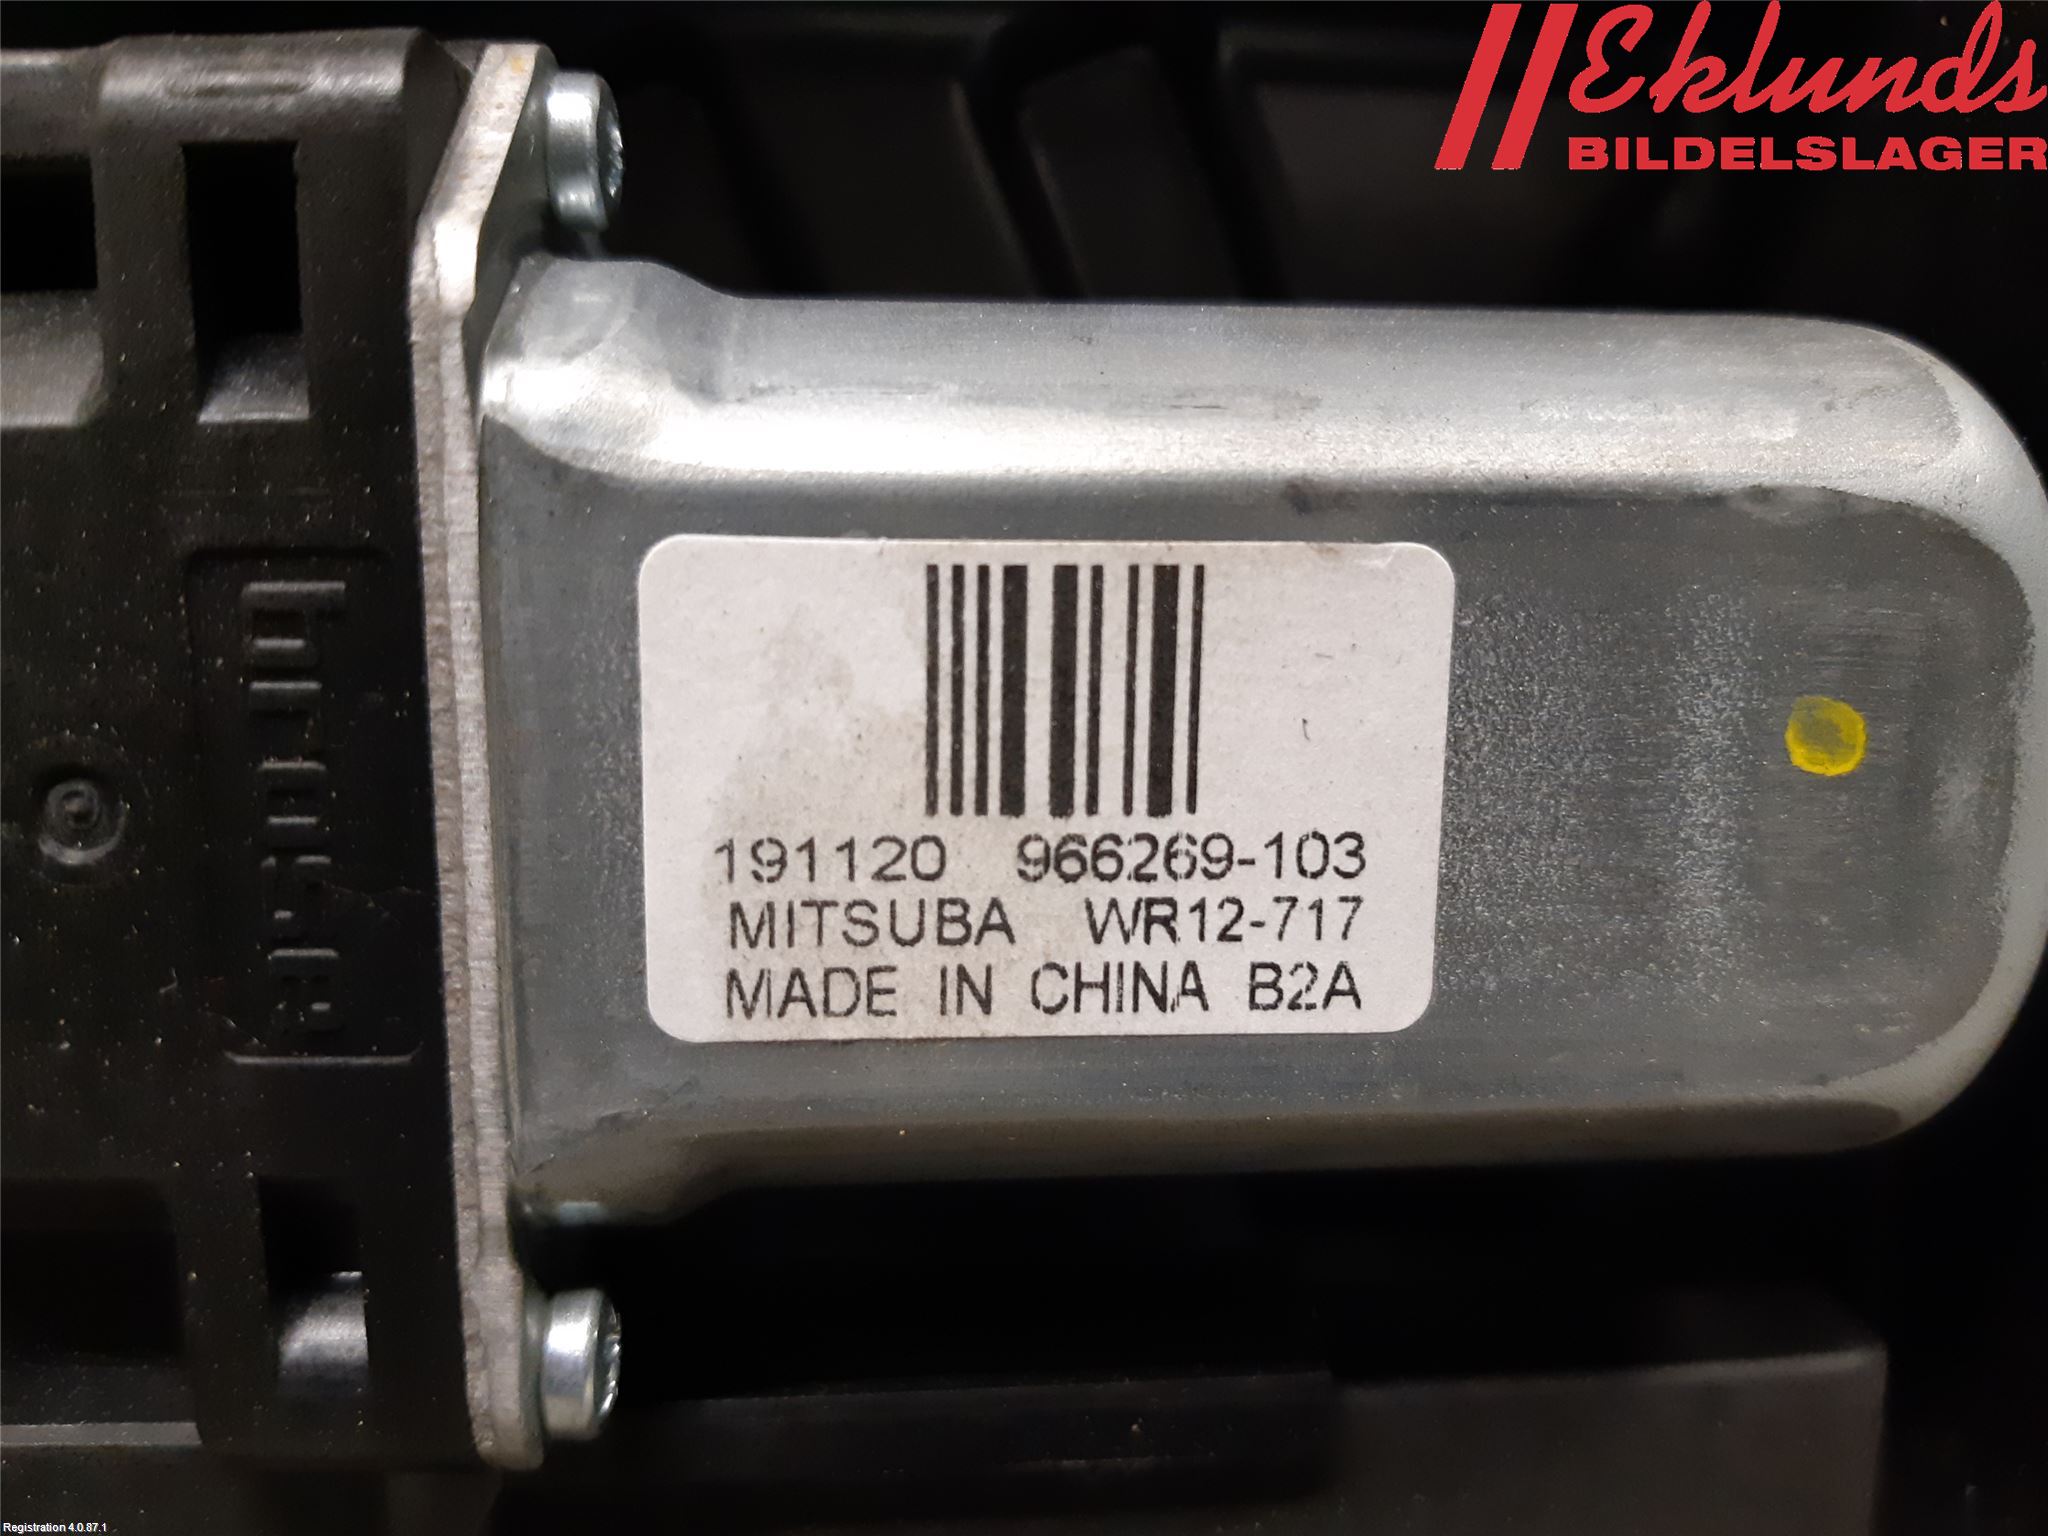 Eklunds
BILDELSLAGER
191120 966269-103
MITSUBA WR12-717
MADE IN CHINA B2A
Registration 4.0.87.1